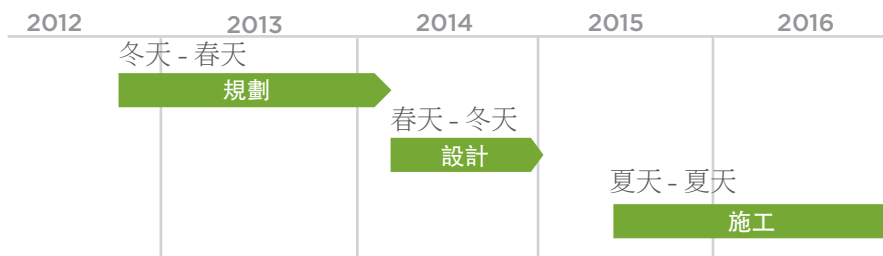 2012 2013 2014 2015 2016
冬天 - 春天
規劃
春天 - 冬天
設計
夏天 - 夏天
施工